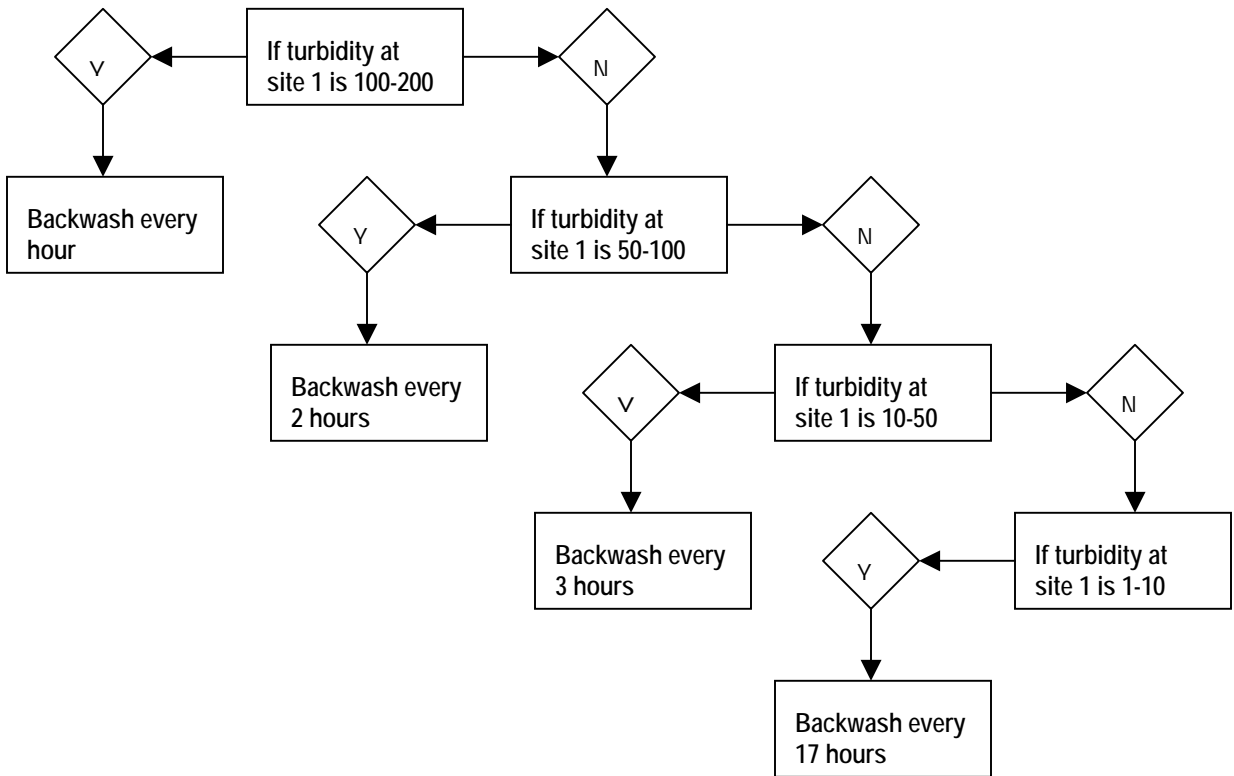 If turbidity at
site 1 is 100-200
Y
N
Backwash every
hour
If turbidity at
site 1 is 50-100
Y
N
Backwash every
2 hours
If turbidity at
site 1 is 10-50
Y
N
Backwash every
3 hours
If turbidity at
site 1 is 1-10
Y
Backwash every
17 hours